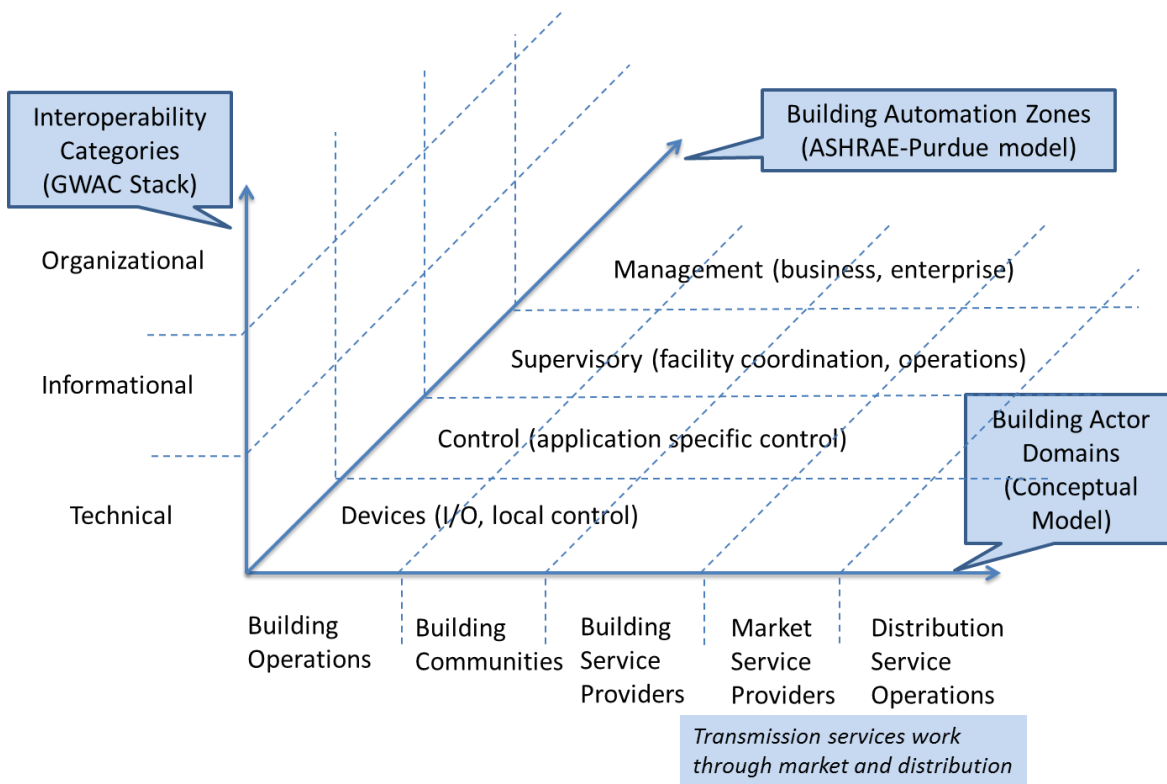 Interoperability
Categories
(GWAC Stack)
Building Automation Zones
(ASHRAE-Purdue model)
Organizational
Management (business, enterprise)
Informational
Supervisory (facility coordination, operations)
Building Actor
Domains
(Conceptual
Model)
Control (application specific control)
Technical
Devices (I/O, local control)
Building
Operations
Building
Communities
Building
Service
Providers
Market
Service
Providers
Distribution
Service
Operations
Transmission services work
through market and distribution